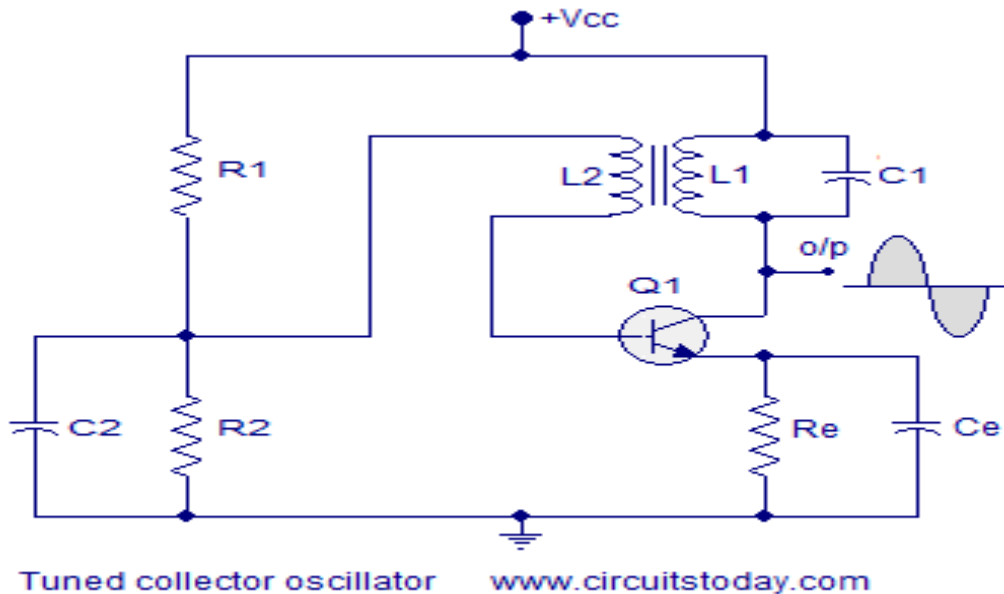 +Vcc
R1
L2
L1
C1
o/p
Q1
C2
R2
Re
Ce
Tuned collector oscillator www.circuitstoday.com